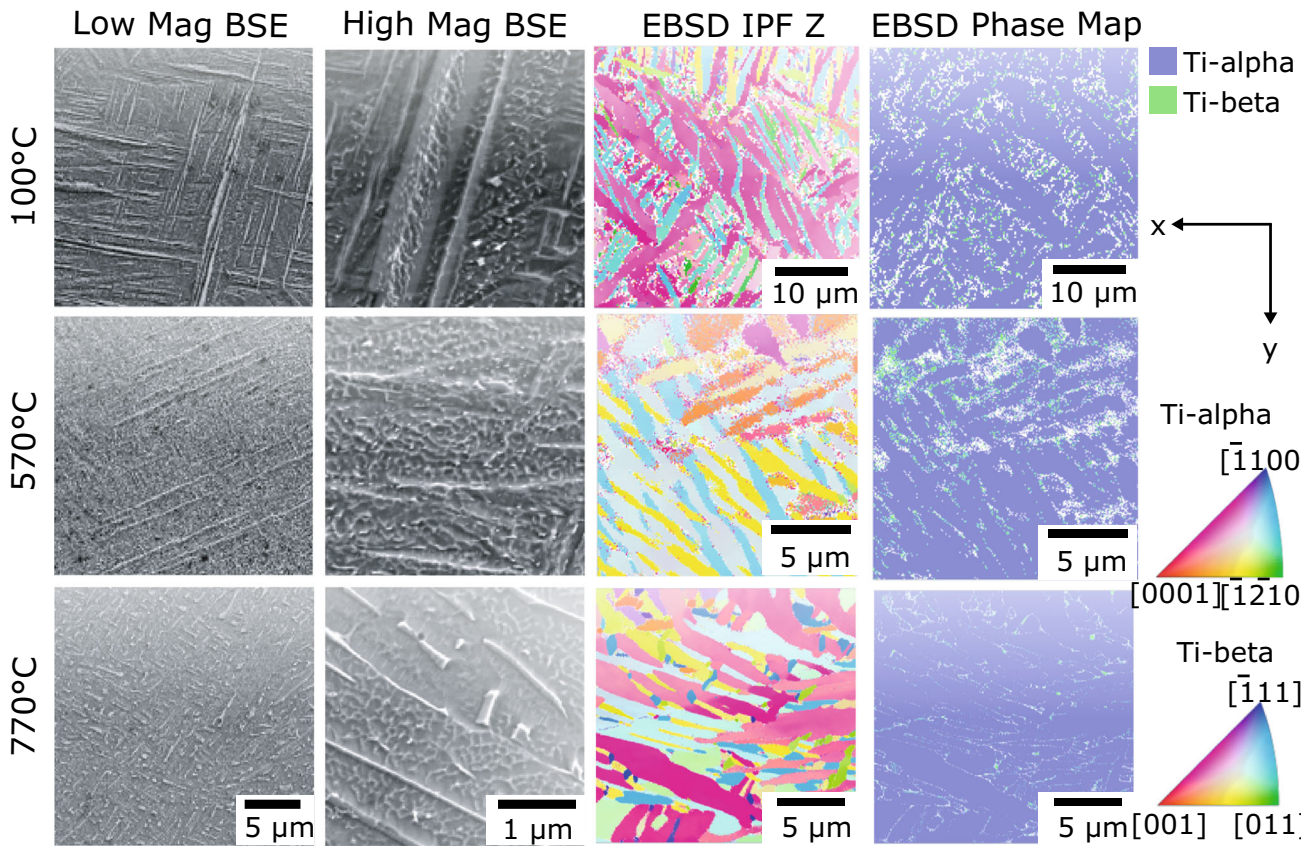 Low Mag BSE
High Mag BSE
EBSD IPF Z
EBSD Phase Map
Ti-alpha
Ti-beta
100°C
10 µm
10 µm
x
y
570°C
5 µm
5 µm
Ti-alpha
[1̅100
[0001]
[1̅21̅0
770°C
5 µm
1 µm
5 µm
5 µm
Ti-beta
[1̅11]
[001]
[011]